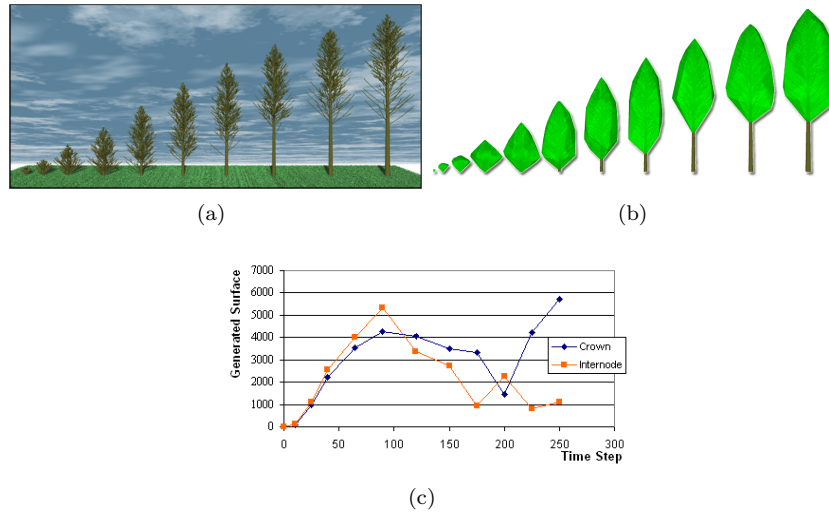 (a)
(b)
Generated Surface
7000
6000
5000
4000
3000
2000
1000
0
0 50 100 150 200 250 300
Time Step
Crown
Internode
(c)